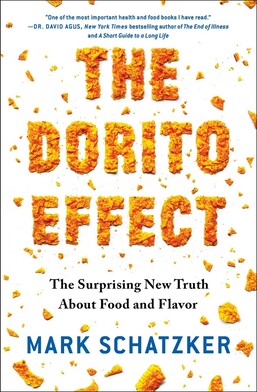 "One of the most important health and food books I have read."
—DR. DAVID AGUS, New York Times bestselling author of The End of Illness
and A Short Guide to a Long Life
THE
DORITO
EFFECT
The Surprising New Truth
About Food and Flavor
MARK SCHATZKER